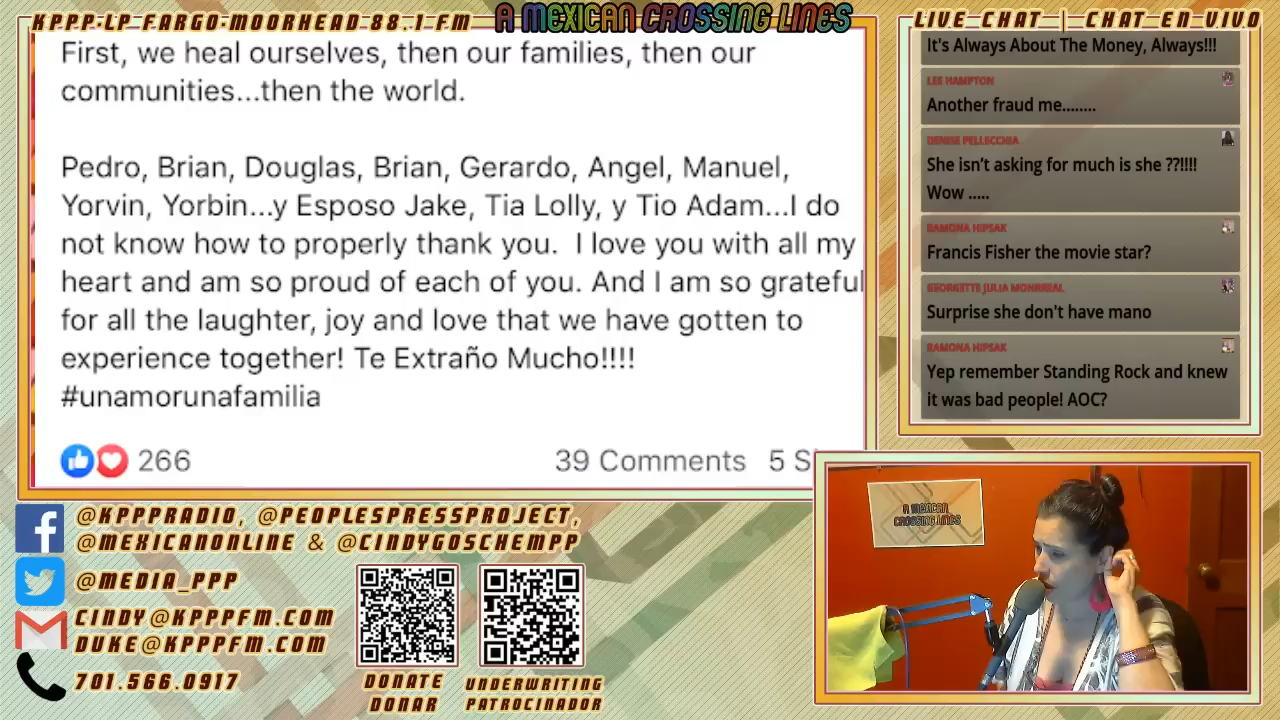 KPPP-LP FARGO-MOORHEAD 88.1 FM
A MEXICAN CROSSING LINES
LIVE CHAT | CHAT EN VIVO
First, we heal ourselves, then our families, then our
communities...then the world.
Pedro, Brian, Douglas, Brian, Gerardo, Angel, Manuel,
Yorvin, Yorbin...y Esposo Jake, Tia Lolly, y Tio Adam...I do
not know how to properly thank you.  I love you with all my
heart and am so proud of each of you. And I am so grateful
for all the laughter, joy and love that we have gotten to
experience together! Te Extraño Mucho!!!!
#unamorunafamilia
266
39 Comments 5 S
It's Always About The Money, Always!!!
LEE HAMPTON
Another fraud me........
DENISE PELLECCHIA
She isn't asking for much is she ??!!!!
Wow .....
RAMONA HIPSAK
Francis Fisher the movie star?
GEORGETTE JULIA MONRREAL
Surprise she don't have mano
RAMONA HIPSAK
Yep remember Standing Rock and knew
it was bad people! AOC?
A MEXICAN
CROSSING LINES
@KPPPRADIO, @PEOPLESPRESSPROJECT,
@MEXICANONLINE & @CINDYGOSCHEMPP
@MEDIA_PPP
CINDY@KPPPFM.COM
DUKE@KPPPFM.COM
701.566.0917
DONATE
DONAR
UNDERWRITING
PATROCINADOR